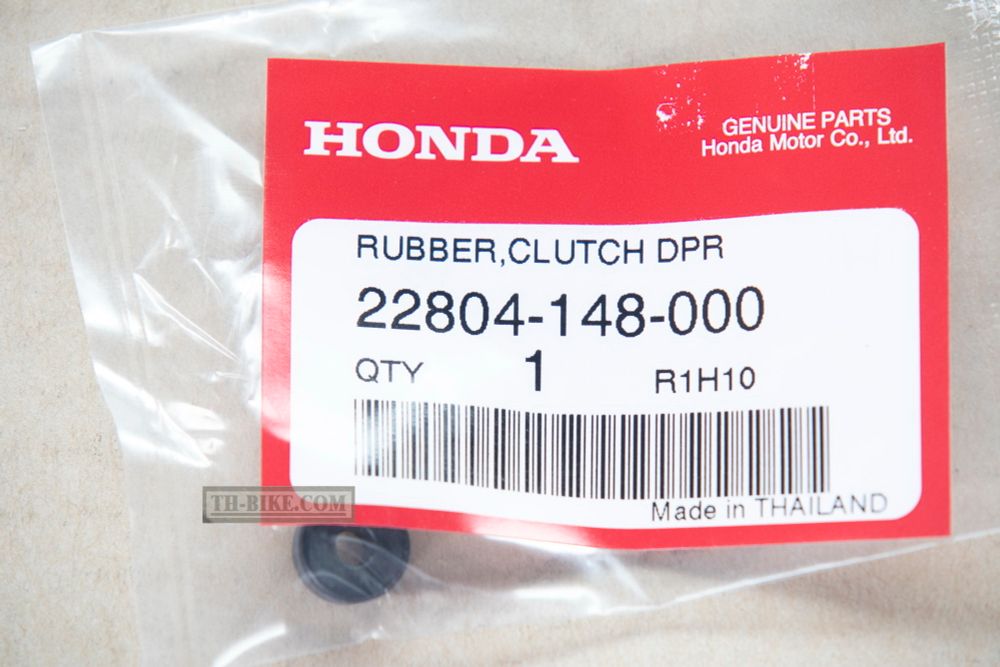 HONDA
GENUINE PARTS
Honda Motor Co., Ltd.
RUBBER,CLUTCH DPR
22804-148-000
QTY 1 R1H10
Made in THAILAND
TH-BIKE.COM